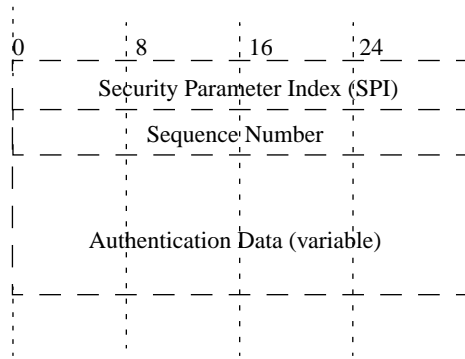 0 8 16 24
Security Parameter Index (SPI)
Sequence Number
Authentication Data (variable)